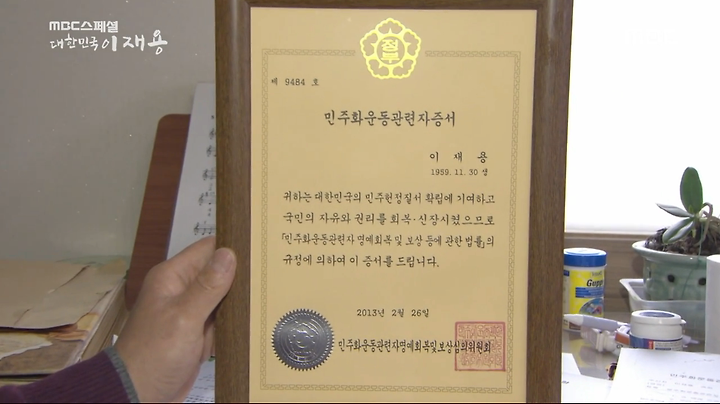 MBC스페셜
대한민국 이재용
정부
제 9484 호
민주화운동관련자증서
이 재 용
1959. 11. 30 생
귀하는 대한민국의 민주헌정질서 확립에 기여하고
국민의 자유와 권리를 회복·신장시켰으므로
「민주화운동관련자 명예회복 및 보상 등에 관한 법률」의
규정에 의하여 이 증서를 드립니다.
2013년 2월 26일
민주화운동관련자명예회복및보상심의위원회
Gupp